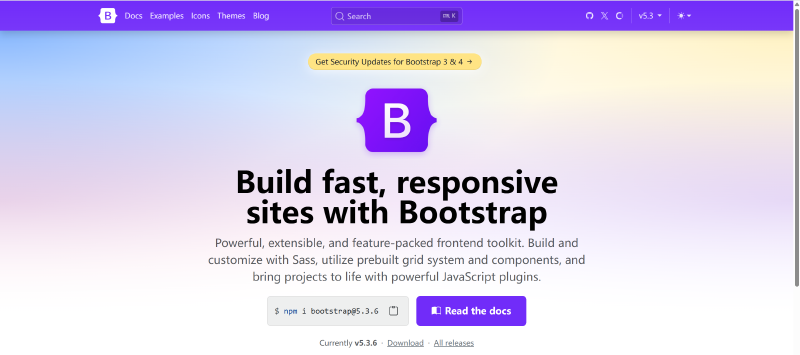 B Docs Examples Icons Themes Blog Search v5.3
Get Security Updates for Bootstrap 3 & 4 →
B
Build fast, responsive
sites with Bootstrap
Powerful, extensible, and feature-packed frontend toolkit. Build and
customize with Sass, utilize prebuilt grid system and components, and
bring projects to life with powerful JavaScript plugins.
$ npm i bootstrap@5.3.6 Read the docs
Currently v5.3.6 · Download · All releases